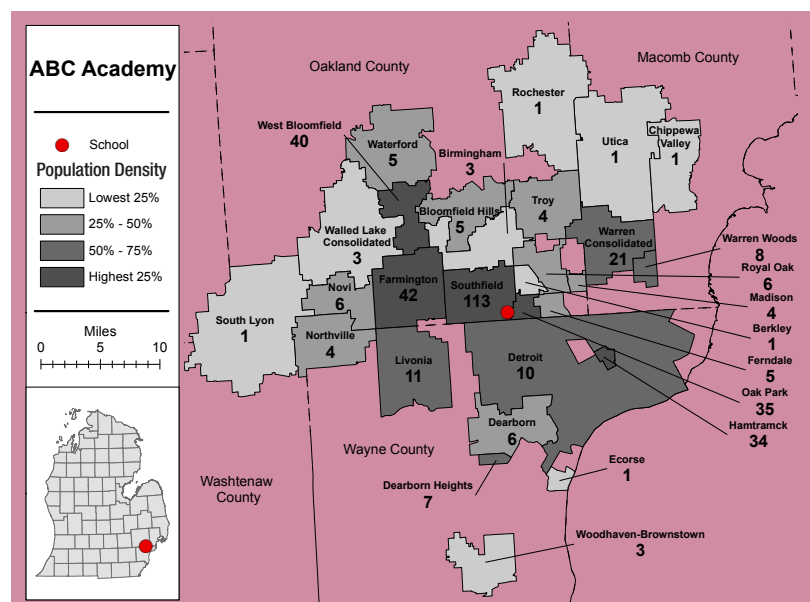 ABC Academy
School
Population Density
Lowest 25%
25% - 50%
50% - 75%
Highest 25%
Miles
0 5 10
Oakland County
Macomb County
Rochester
1
West Bloomfield
40
Waterford
5
Birmingham
3
Utica
1
Chippewa
Valley
1
Bloomfield Hills
5
Troy
4
Walled Lake
Consolidated
3
Warren
Consolidated
21
Warren Woods
8
Royal Oak
6
Novi
6
Farmington
42
Southfield
113
Madison
4
South Lyon
1
Northville
4
Berkley
1
Livonia
11
Detroit
10
Ferndale
5
Oak Park
35
Hamtramck
34
Dearborn
6
Wayne County
Washtenaw
County
Dearborn Heights
7
Ecorse
1
Woodhaven-Brownstown
3